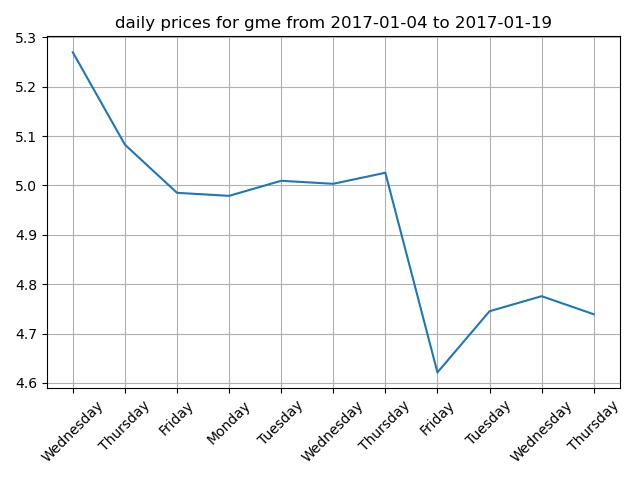 daily prices for gme from 2017-01-04 to 2017-01-19
5.3
5.2
5.1
5.0
4.9
4.8
4.7
4.6
Wednesday
Thursday
Friday
Monday
Tuesday
Wednesday
Thursday
Friday
Tuesday
Wednesday
Thursday